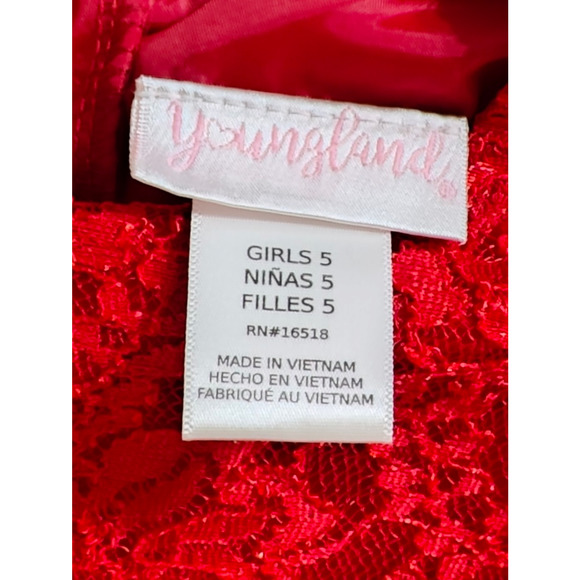 Youngland®
GIRLS 5
NIÑAS 5
FILLES 5
RN#16518
MADE IN VIETNAM
HECHO EN VIETNAM
FABRIQUÉ AU VIETNAM